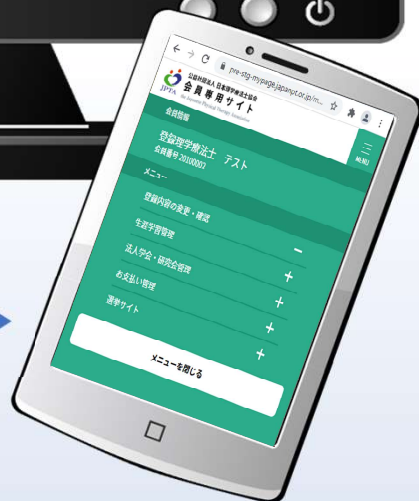 pre-stg-mypage.japanpt.or.jp/m...
公益社団法人 日本理学療法士協会
JPTA
会員専用サイト
MENU
会員情報
登録理学療法士 テスト
会員番号 20100002
メニュー
登録内容の変更・確認 −
生涯学習管理 +
法人学会・研究会管理 +
お支払い管理 +
選挙サイト +
メニューを閉じる